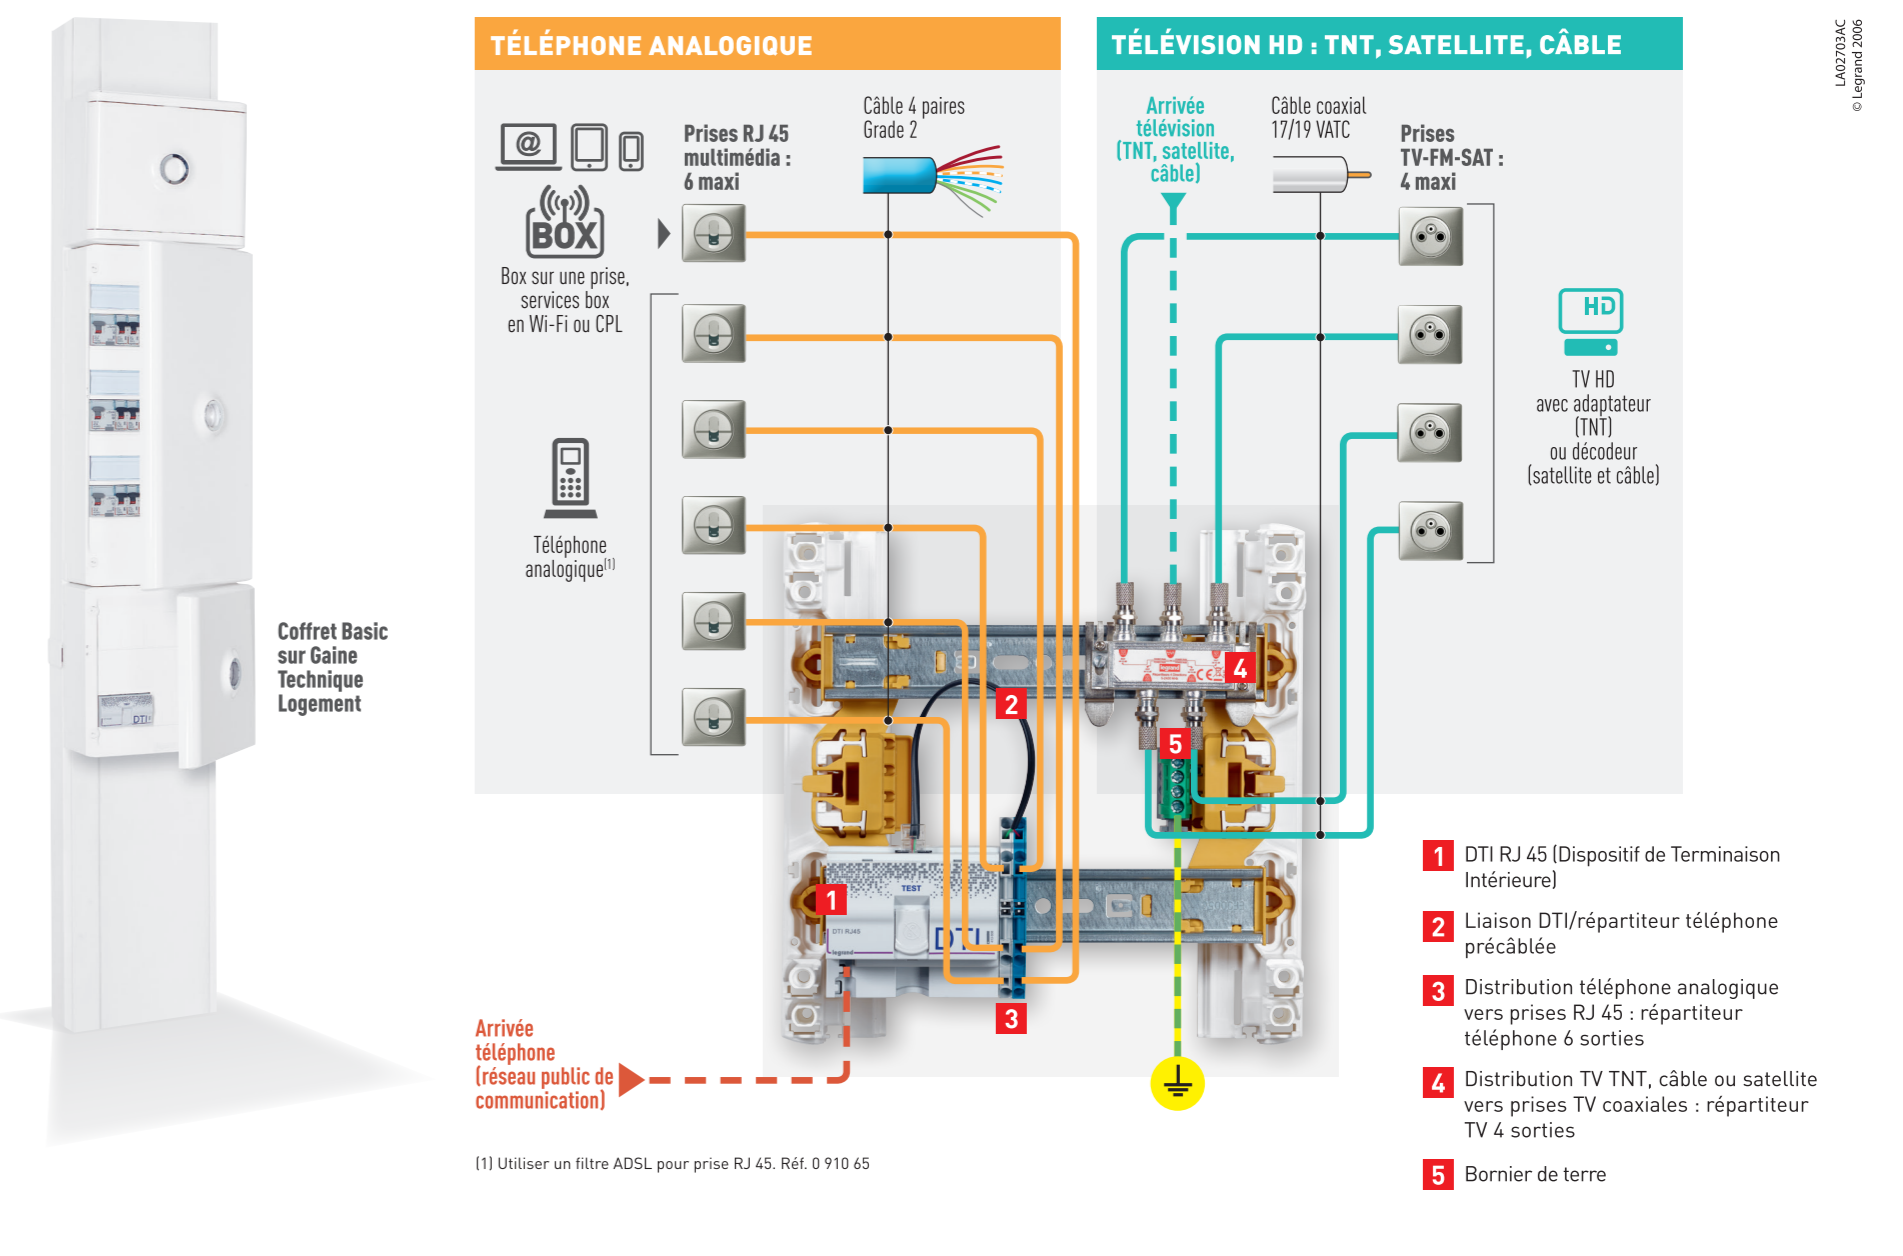 TÉLÉPHONE ANALOGIQUE
TÉLÉVISION HD : TNT, SATELLITE, CÂBLE
LA02703AC
© Legrand 2006
@
BOX
Box sur une prise,
services box
en Wi-Fi ou CPL
Prises RJ 45
multimédia :
6 maxi
Câble 4 paires
Grade 2
Téléphone
analogique(1)
Arrivée
télévision
(TNT, satellite,
câble)
Câble coaxial
17/19 VATC
Prises
TV-FM-SAT :
4 maxi
HD
TV HD
avec adaptateur
(TNT)
ou décodeur
(satellite et câble)
Coffret Basic
sur Gaine
Technique
Logement
DTI
legrand
CE
4
2
5
1
TEST
DTI RJ45
DTI
legrand
3
Arrivée
téléphone
(réseau public de
communication)
(1) Utiliser un filtre ADSL pour prise RJ 45. Réf. 0 910 65
1 DTI RJ 45 (Dispositif de Terminaison
Intérieure)
2 Liaison DTI/répartiteur téléphone
précâblée
3 Distribution téléphone analogique
vers prises RJ 45 : répartiteur
téléphone 6 sorties
4 Distribution TV TNT, câble ou satellite
vers prises TV coaxiales : répartiteur
TV 4 sorties
5 Bornier de terre